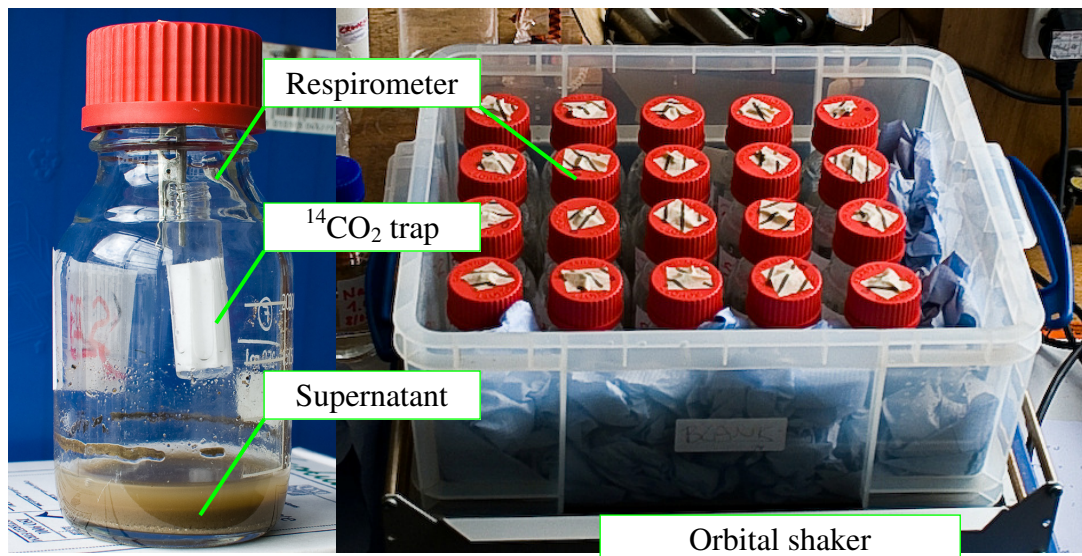 Respirometer
¹⁴CO₂ trap
Supernatant
BLANK
Orbital shaker